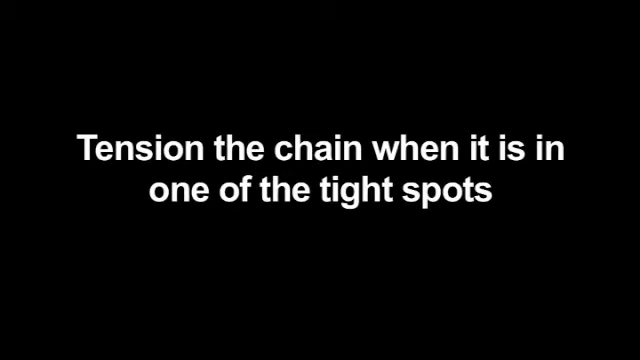 Tension the chain when it is in
one of the tight spots